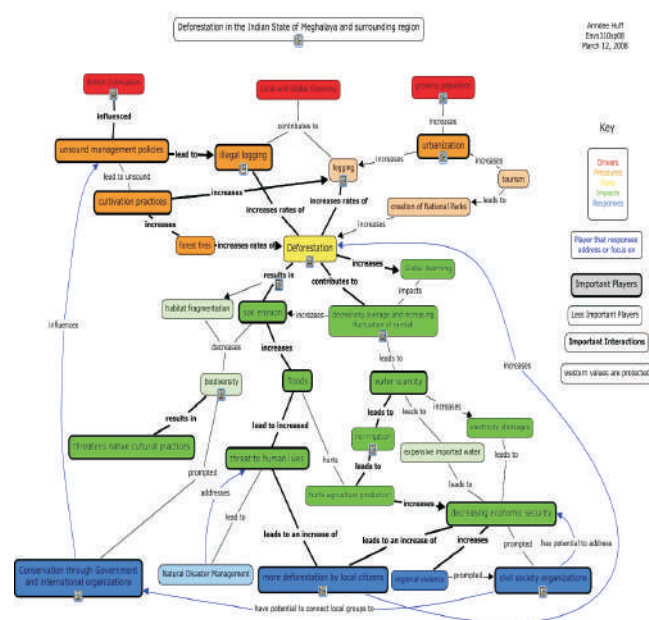 Deforestation in the Indian State of Meghalaya and surrounding region
Anndee Huff
Envs310sp08
March 12, 2008
British Colonialism
Local and Global Economy
growing population
influenced
contributes to
increases
unsound management policies
lead to
illegal logging
logging
increases
urbanization
increases
tourism
lead to unsound
cultivation practices
increases
leads to
creation of National Parks
increases rates of
increases rates of
increases
increases
forest fires
increases rates of
Deforestation
increases
Global Warming
results in
contributes to
impacts
habitat fragmentation
soil erosion
increases
decreasing average and increasing
fluctuation of rainfall
influences
decreases
increases
leads to
increases
biodiversity
floods
water scarcity
results in
lead to increased
leads to
leads to
increases
electricity shortages
threatens native cultural practices
threat to human lives
hurts
no irrigation
leads to
expensive imported water
leads to
prompted
addresses
leads to
hurts agriculture production
increases
decreasing economic security
lead to
leads to an increase of
leads to an increase of
increases
prompted
has potential to address
Conservation through Government
and international organizations
Natural Disaster Management
more deforestation by local citizens
regional violence
prompted
civil society organizations
have potential to connect local groups to
Key
Drivers
Pressures
State
Impacts
Responses
Player that responses
address or focus on
Important Players
Less Important Players
Important Interactions
western values are protected